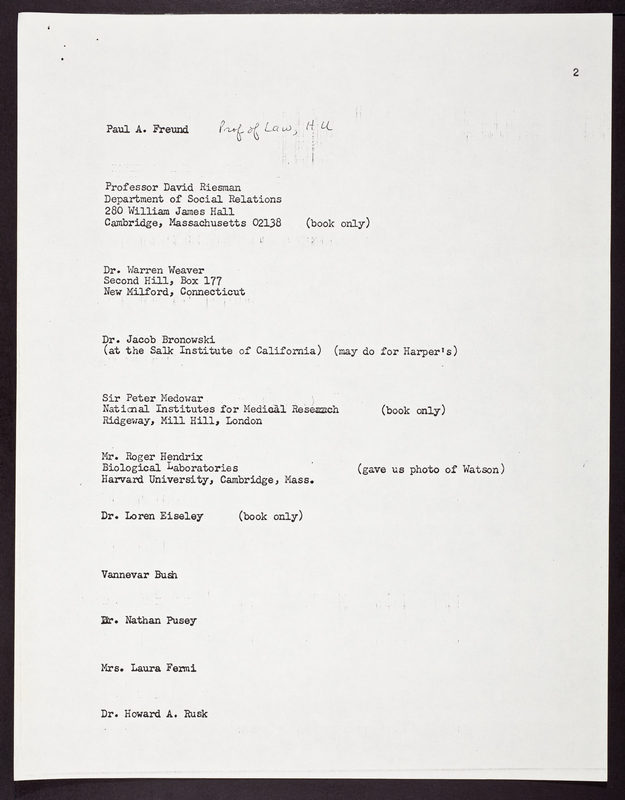 2
Paul A. Freund Prof of Law, H U
Professor David Riesman
Department of Social Relations
280 William James Hall
Cambridge, Massachusetts 02138 (book only)
Dr. Warren Weaver
Second Hill, Box 177
New Milford, Connecticut
Dr. Jacob Bronowski
(at the Salk Institute of California) (may do for Harper's)
Sir Peter Medowar
National Institutes for Medical Research (book only)
Ridgeway, Mill Hill, London
Mr. Roger Hendrix
Biological Laboratories (gave us photo of Watson)
Harvard University, Cambridge, Mass.
Dr. Loren Eiseley (book only)
Vannevar Bush
Dr. Nathan Pusey
Mrs. Laura Fermi
Dr. Howard A. Rusk